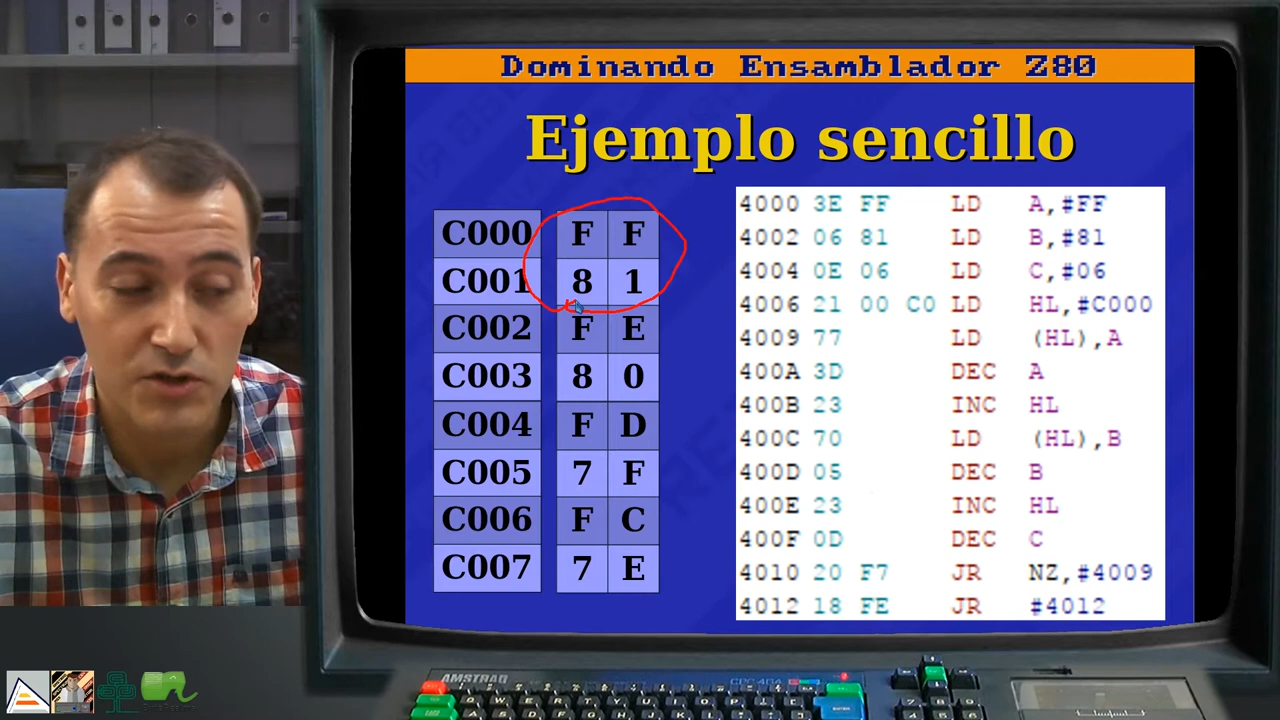 Dominando Ensamblador Z80
Ejemplo sencillo
C000 F F
C001 8 1
C002 F E
C003 8 0
C004 F D
C005 7 F
C006 F C
C007 7 E
4000 3E FF LD A,#FF
4002 06 81 LD B,#81
4004 0E 06 LD C,#06
4006 21 00 C0 LD HL,#C000
4009 77 LD (HL),A
400A 3D DEC A
400B 23 INC HL
400C 70 LD (HL),B
400D 05 DEC B
400E 23 INC HL
400F 0D DEC C
4010 20 F7 JR NZ,#4009
4012 18 FE JR #4012
AMSTRAD